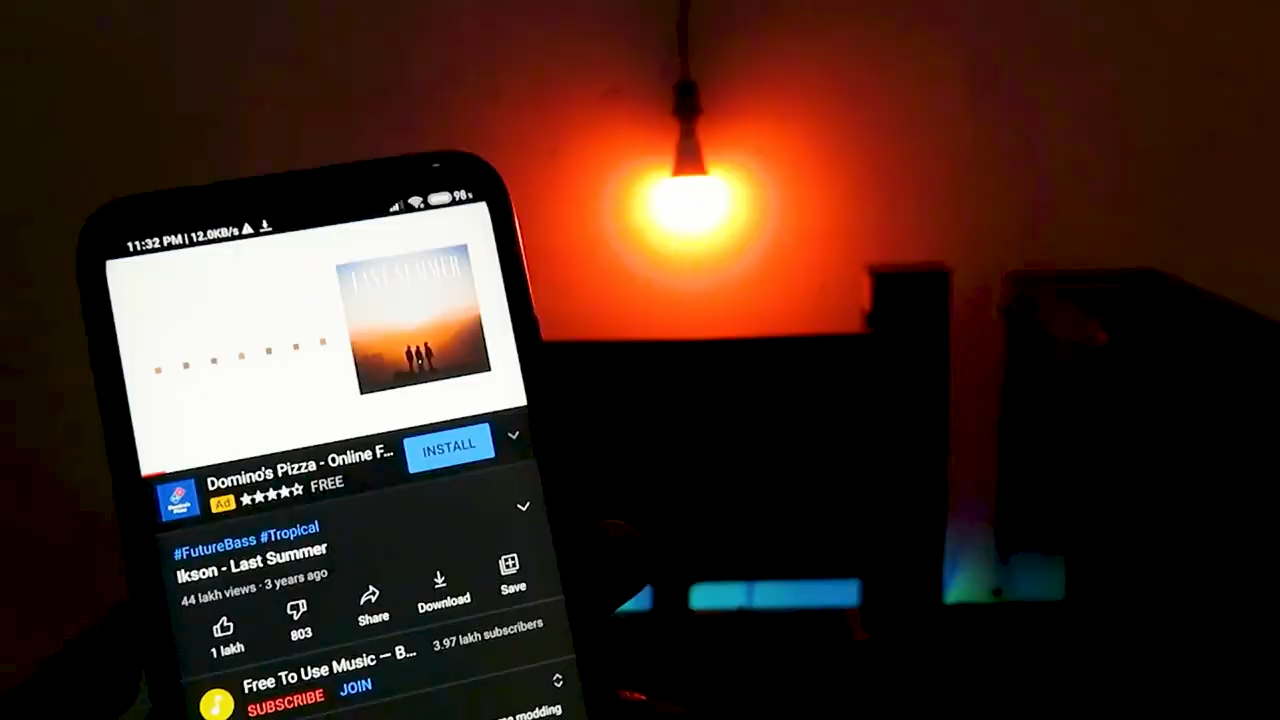 11:32 PM | 12.0KB/s
98
LAST SUMMER
Domino's Pizza - Online F...
INSTALL
Ad
FREE
#FutureBass #Tropical
Ikson - Last Summer
44 lakh views · 3 years ago
1 lakh
803
Share
Download
Save
Free To Use Music — B...
3.97 lakh subscribers
SUBSCRIBE JOIN
modding